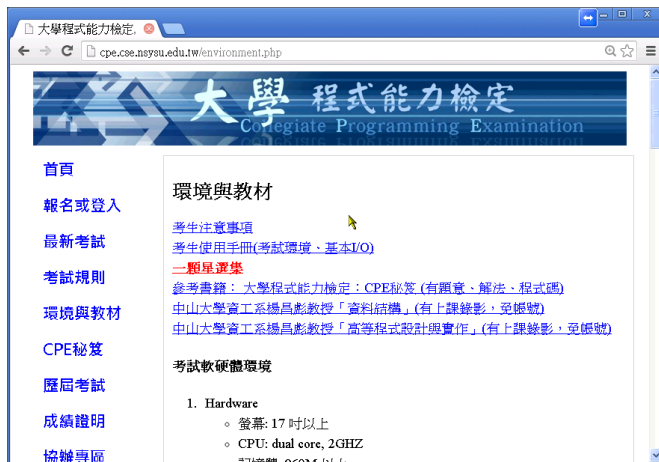 大學程式能力檢定.
cpe.cse.nsysu.edu.tw/environment.php
大學 程式能力檢定
Collegiate Programming Examination
首頁
報名或登入
最新考試
考試規則
環境與教材
CPE秘笈
歷屆考試
成績證明
協辦專區
環境與教材
考生注意事項
考生使用手冊(考試環境、基本I/O)
一顆星選集
參考書籍： 大學程式能力檢定：CPE秘笈 (有題意、解法、程式碼)
中山大學資工系楊昌彪教授「資料結構」(有上課錄影，免帳號)
中山大學資工系楊昌彪教授「高等程式設計與實作」(有上課錄影，免帳號)
考試軟硬體環境
1. Hardware
○ 螢幕: 17 吋以上
○ CPU: dual core, 2GHZ